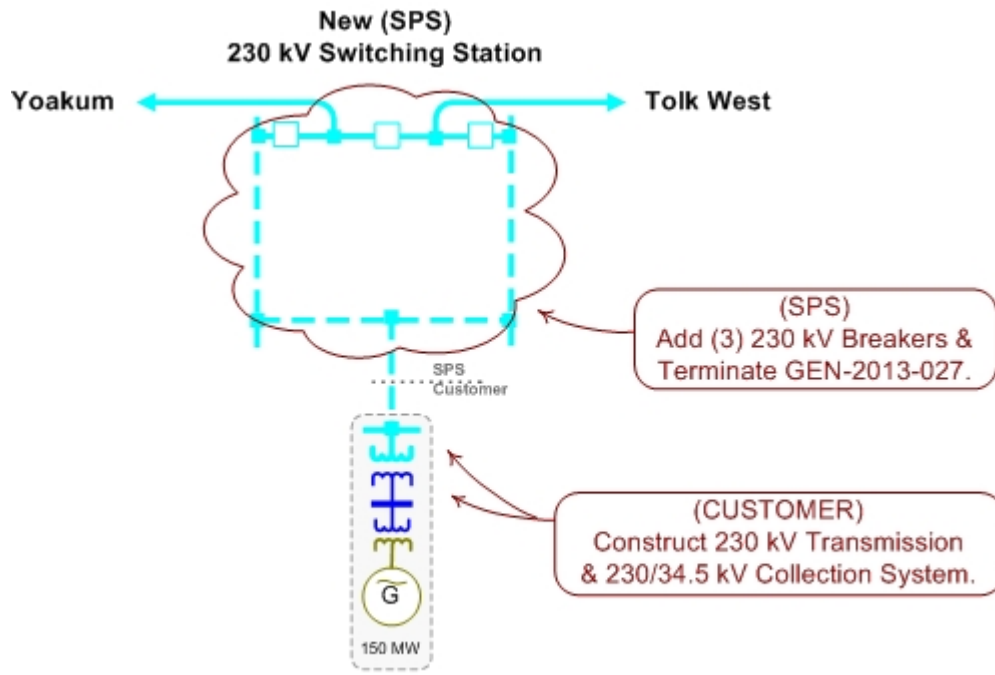 New (SPS)
230 kV Switching Station
Yoakum
Tolk West
(SPS)
Add (3) 230 kV Breakers &
Terminate GEN-2013-027.
SPS
Customer
(CUSTOMER)
Construct 230 kV Transmission
& 230/34.5 kV Collection System.
G
150 MW